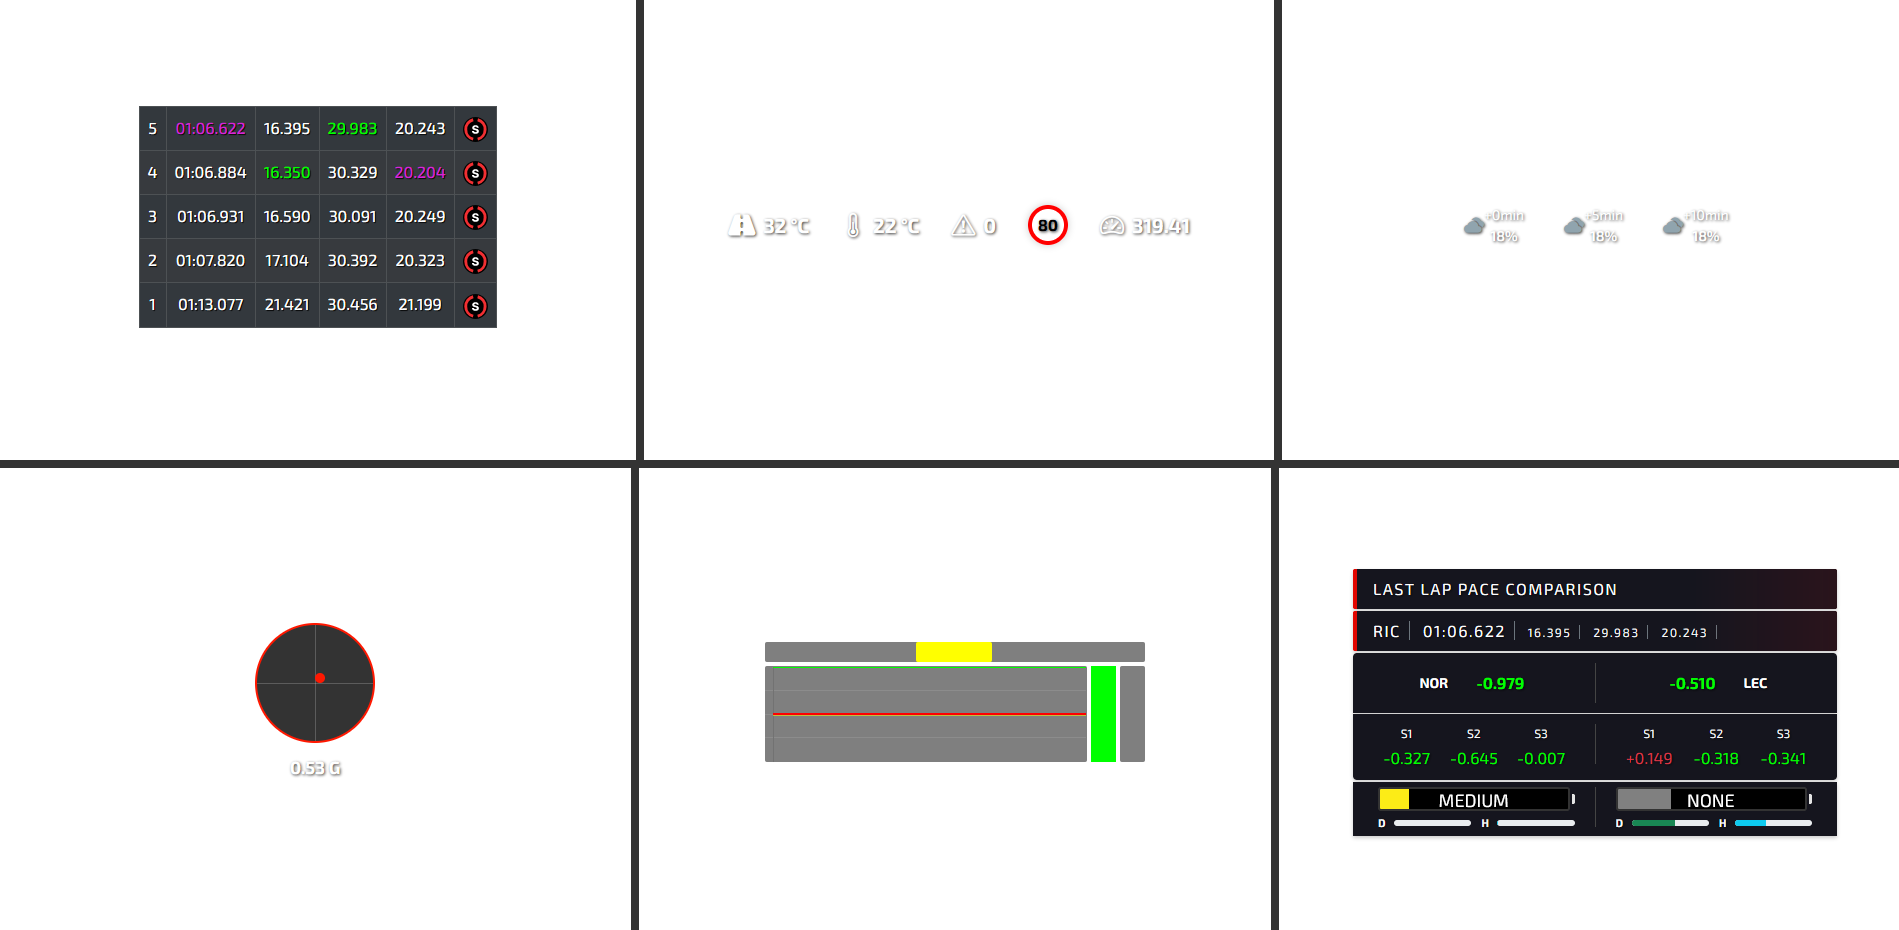 5 01:06.622 16.395 29.983 20.243 S
4 01:06.884 16.350 30.329 20.204 S
3 01:06.931 16.590 30.091 20.249 S
2 01:07.820 17.104 30.392 20.323 S
1 01:13.077 21.421 30.456 21.199 S
32 °C 22 °C 0 80 319.41
+0min +5min +10min
18% 18% 18%
0.53 G
LAST LAP PACE COMPARISON
RIC 01:06.622 16.395 29.983 20.243
NOR -0.979 -0.510 LEC
S1 S2 S3 S1 S2 S3
-0.327 -0.645 -0.007 +0.149 -0.318 -0.341
MEDIUM NONE
D H D H